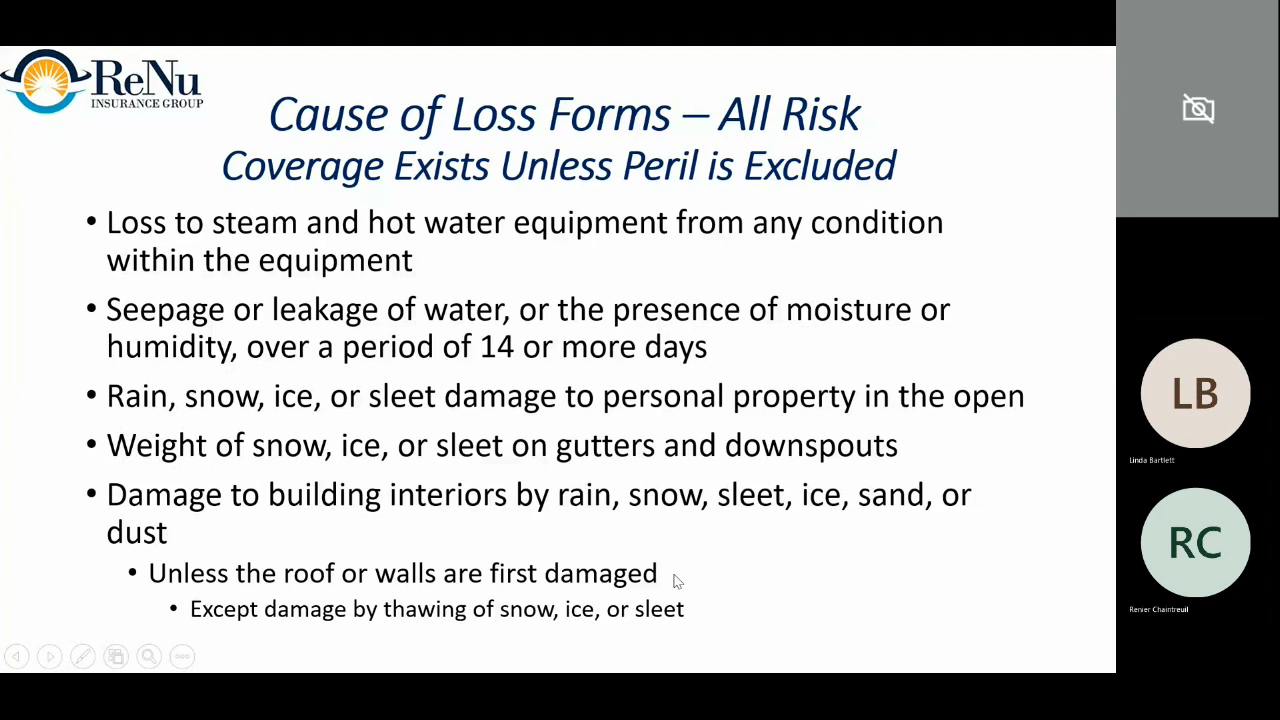 ReNu
INSURANCE GROUP
Cause of Loss Forms – All Risk
Coverage Exists Unless Peril is Excluded
• Loss to steam and hot water equipment from any condition
within the equipment
• Seepage or leakage of water, or the presence of moisture or
humidity, over a period of 14 or more days
• Rain, snow, ice, or sleet damage to personal property in the open
• Weight of snow, ice, or sleet on gutters and downspouts
• Damage to building interiors by rain, snow, sleet, ice, sand, or
dust
• Unless the roof or walls are first damaged
• Except damage by thawing of snow, ice, or sleet
LB
Linda Bartlett
RC
Renier Chaintreuil